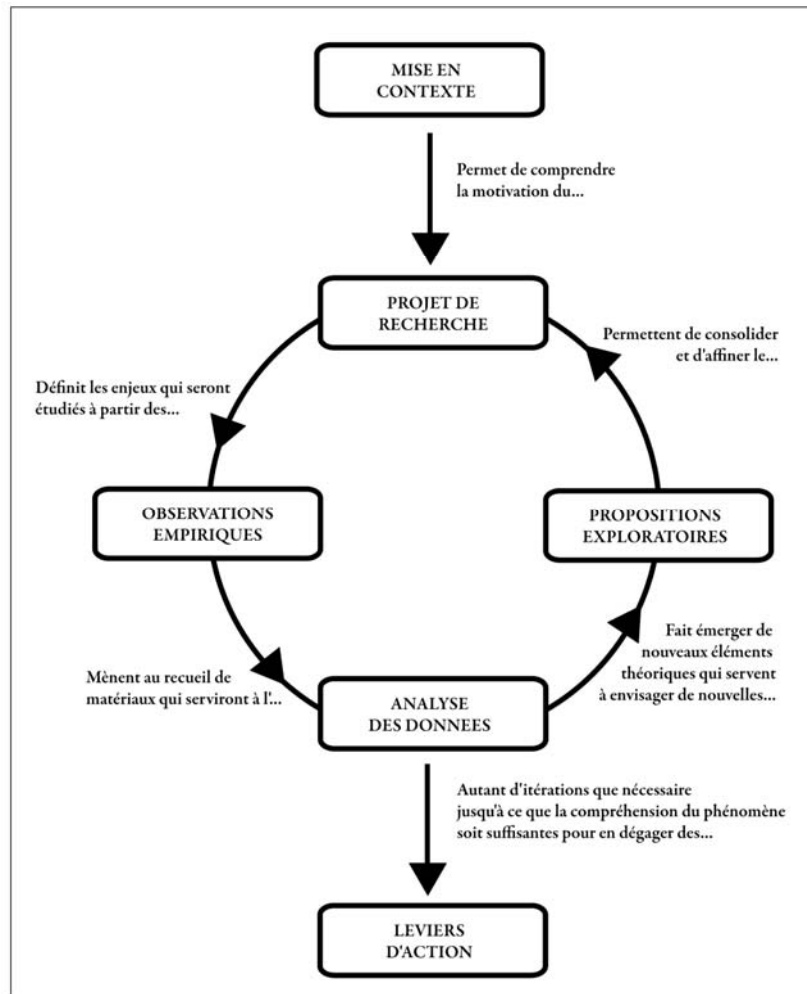 MISE EN
CONTEXTE
Permet de comprendre
la motivation du...
PROJET DE
RECHERCHE
Permettent de consolider
et d'affiner le...
Définit les enjeux qui seront
étudiés à partir des...
OBSERVATIONS
EMPIRIQUES
PROPOSITIONS
EXPLORATOIRES
Mènent au recueil de
matériaux qui serviront à l'...
Fait émerger de
nouveaux éléments
théoriques qui servent
à envisager de nouvelles...
ANALYSE
DES DONNEES
Autant d'itérations que nécessaire
jusqu'à ce que la compréhension du phénomène
soit suffisantes pour en dégager des...
LEVIERS
D'ACTION